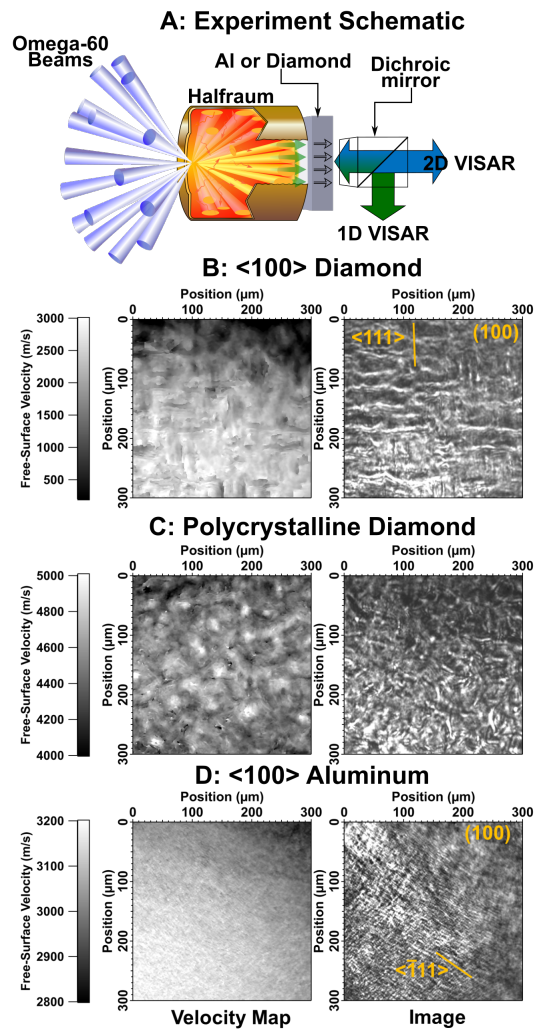 A: Experiment Schematic
Omega-60
Beams
Al or Diamond
Dichroic
mirror
Halfraum
2D VISAR
1D VISAR
B: <100> Diamond
Position (µm)
Position (µm)
0 100 200 300
0 100 200 300
Free-Surface Velocity (m/s)
3000
2500
2000
1500
1000
500
Position (µm)
0
100
200
300
Position (µm)
0
100
200
300
<111>
(100)
C: Polycrystalline Diamond
Position (µm)
Position (µm)
0 100 200 300
0 100 200 300
Free-Surface Velocity (m/s)
5000
4800
4600
4400
4200
4000
Position (µm)
0
100
200
300
Position (µm)
0
100
200
300
D: <100> Aluminum
Position (µm)
Position (µm)
0 100 200 300
0 100 200 300
Free-Surface Velocity (m/s)
3200
3100
3000
2900
2800
Position (µm)
0
100
200
300
Position (µm)
0
100
200
300
(100)
<1̅11>
Velocity Map
Image